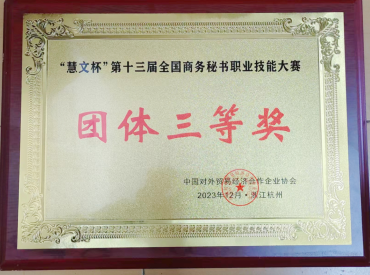 “慧文杯”第十三届全国商务秘书职业技能大赛
团体三等奖
中国对外贸易经济合作企业协会
2023年12月·浙江杭州